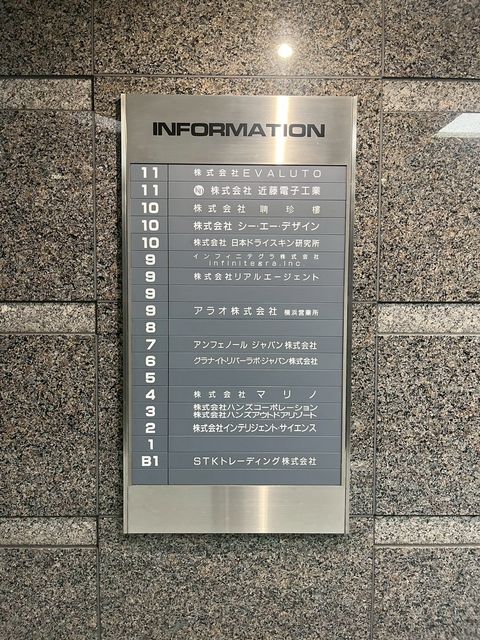 INFORMATION
11 株式会社EVALUTO
11 株式会社 近藤電子工業
10 株式会社 聘珍樓
10 株式会社 シー・エー・デザイン
10 株式会社 日本ドライスキン研究所
9 インフィニテグラ株式会社
infinitegra,inc.
9 株式会社リアルエージェント
9
9 アラオ株式会社 横浜営業所
8
7 アンフェノール ジャパン株式会社
6 グラナイトリバーラボ・ジャパン株式会社
5
4 株式会社 マリノ
3 株式会社ハンズコーポレーション
株式会社ハンズアウトドアリゾート
2 株式会社インテリジェント・サイエンス
1
B1 STKトレーディング株式会社